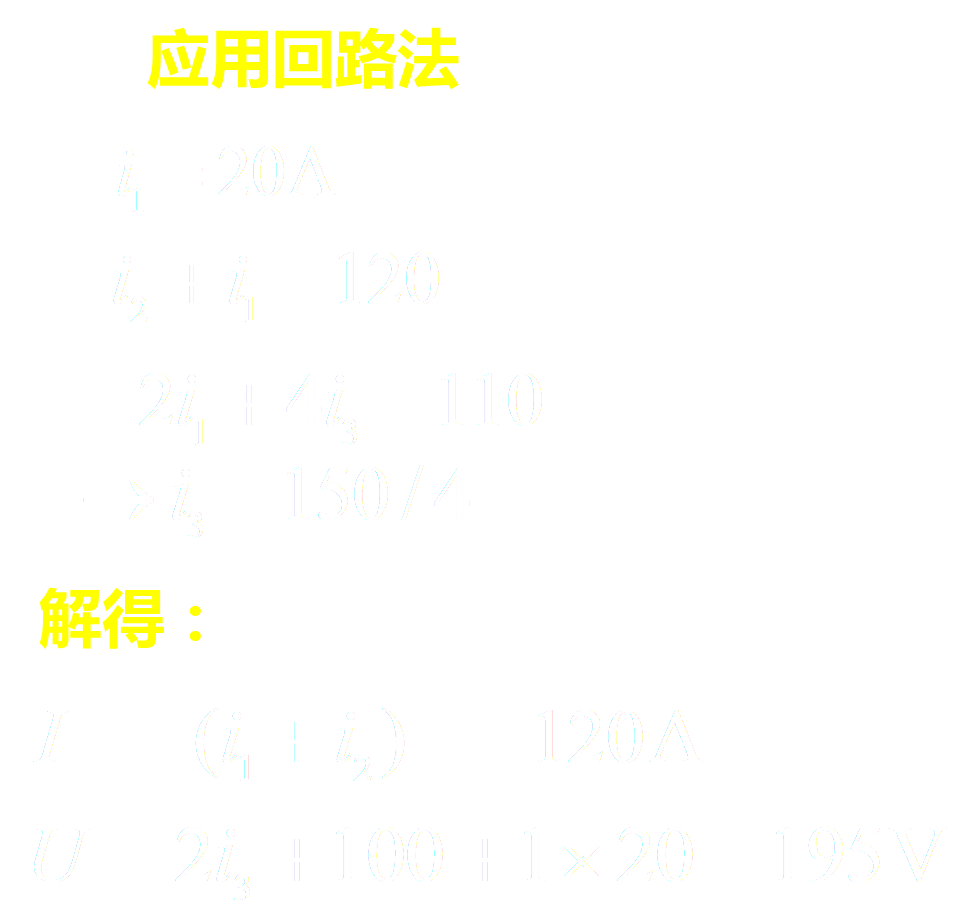 应用回路法
i₁ = 20A
i₂ + i₁ = 120
−2i₁ + 4i₃ = 110
→ i₃ = 150/4
解得：
I = −(i₁ + i₂) = −120A
U = 2i₃ + 100 + 1×20 = 195V